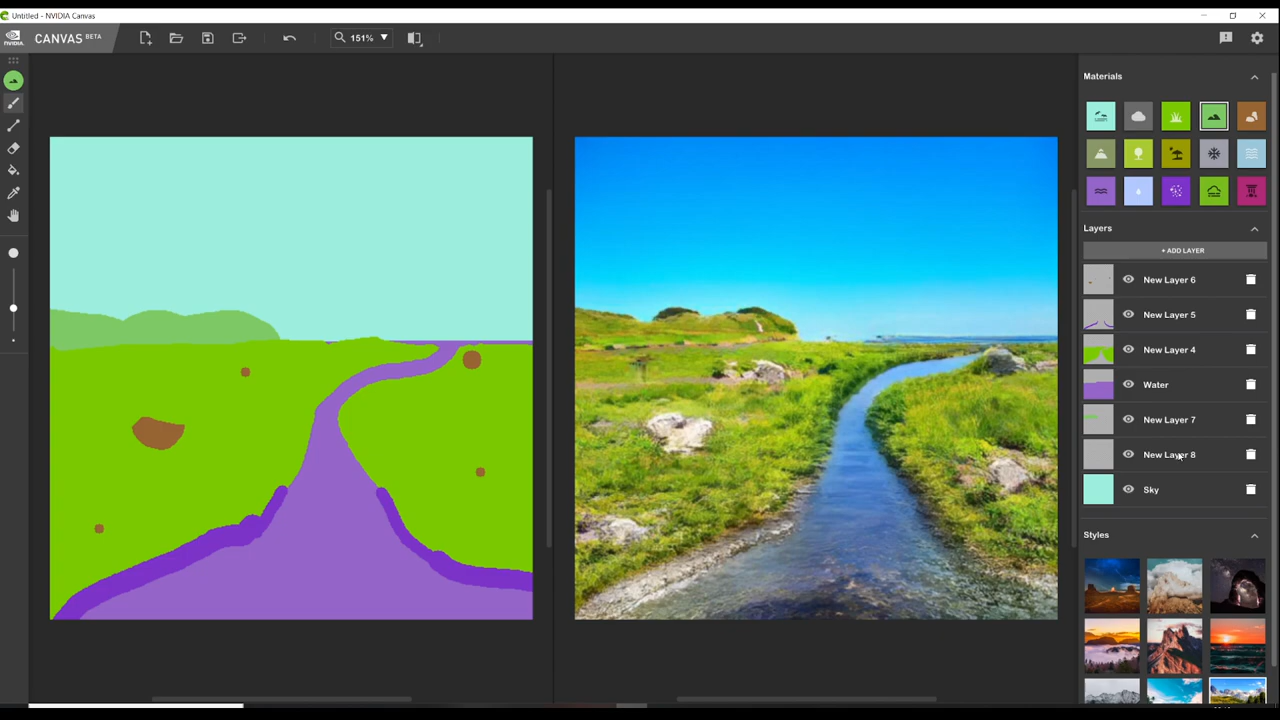 Untitled - NVIDIA Canvas
NVIDIA. CANVAS BETA
151%
Materials
Layers
+ ADD LAYER
New Layer 6
New Layer 5
New Layer 4
Water
New Layer 7
New Layer 8
Sky
Styles